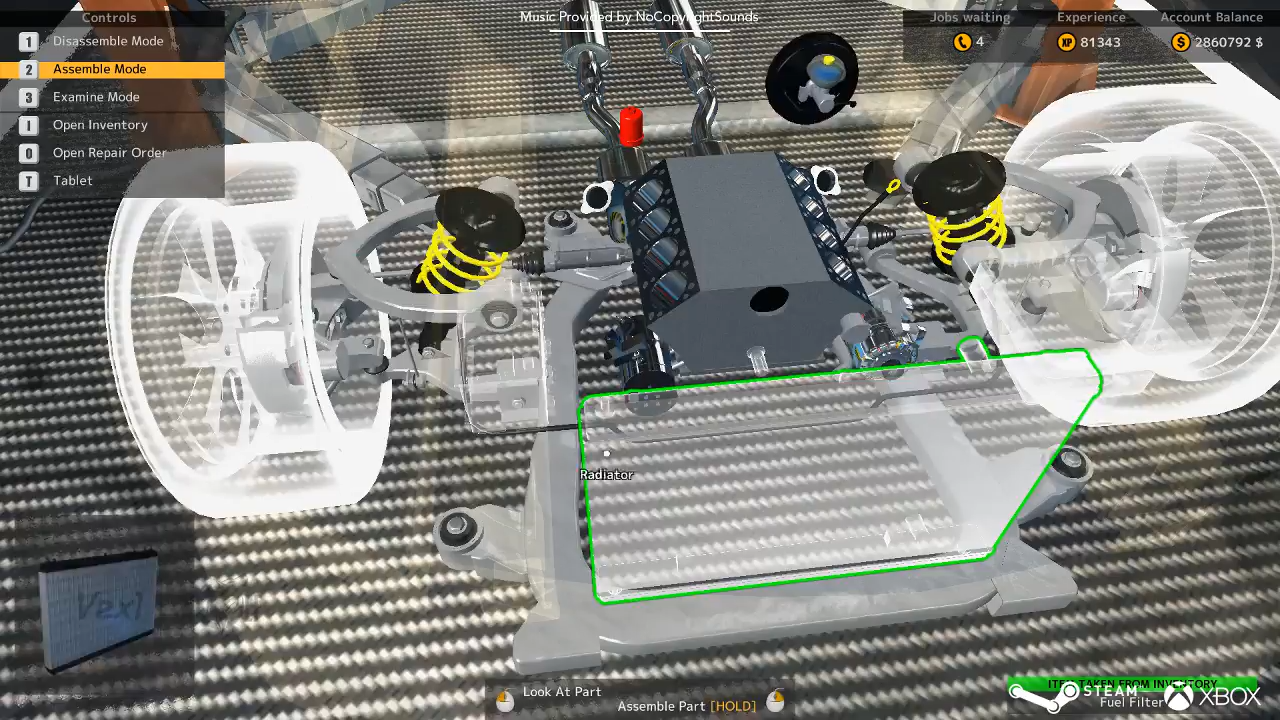 Controls
1 Disassemble Mode
2 Assemble Mode
3 Examine Mode
I Open Inventory
O Open Repair Order
T Tablet
Music Provided by NoCopyrightSounds
Jobs waiting Experience Account Balance
4 XP 81343 $ 2860792 $
Radiator
Look At Part
Assemble Part [HOLD]
ITEM TAKEN FROM INVENTORY
Fuel Filter
STEAM XBOX